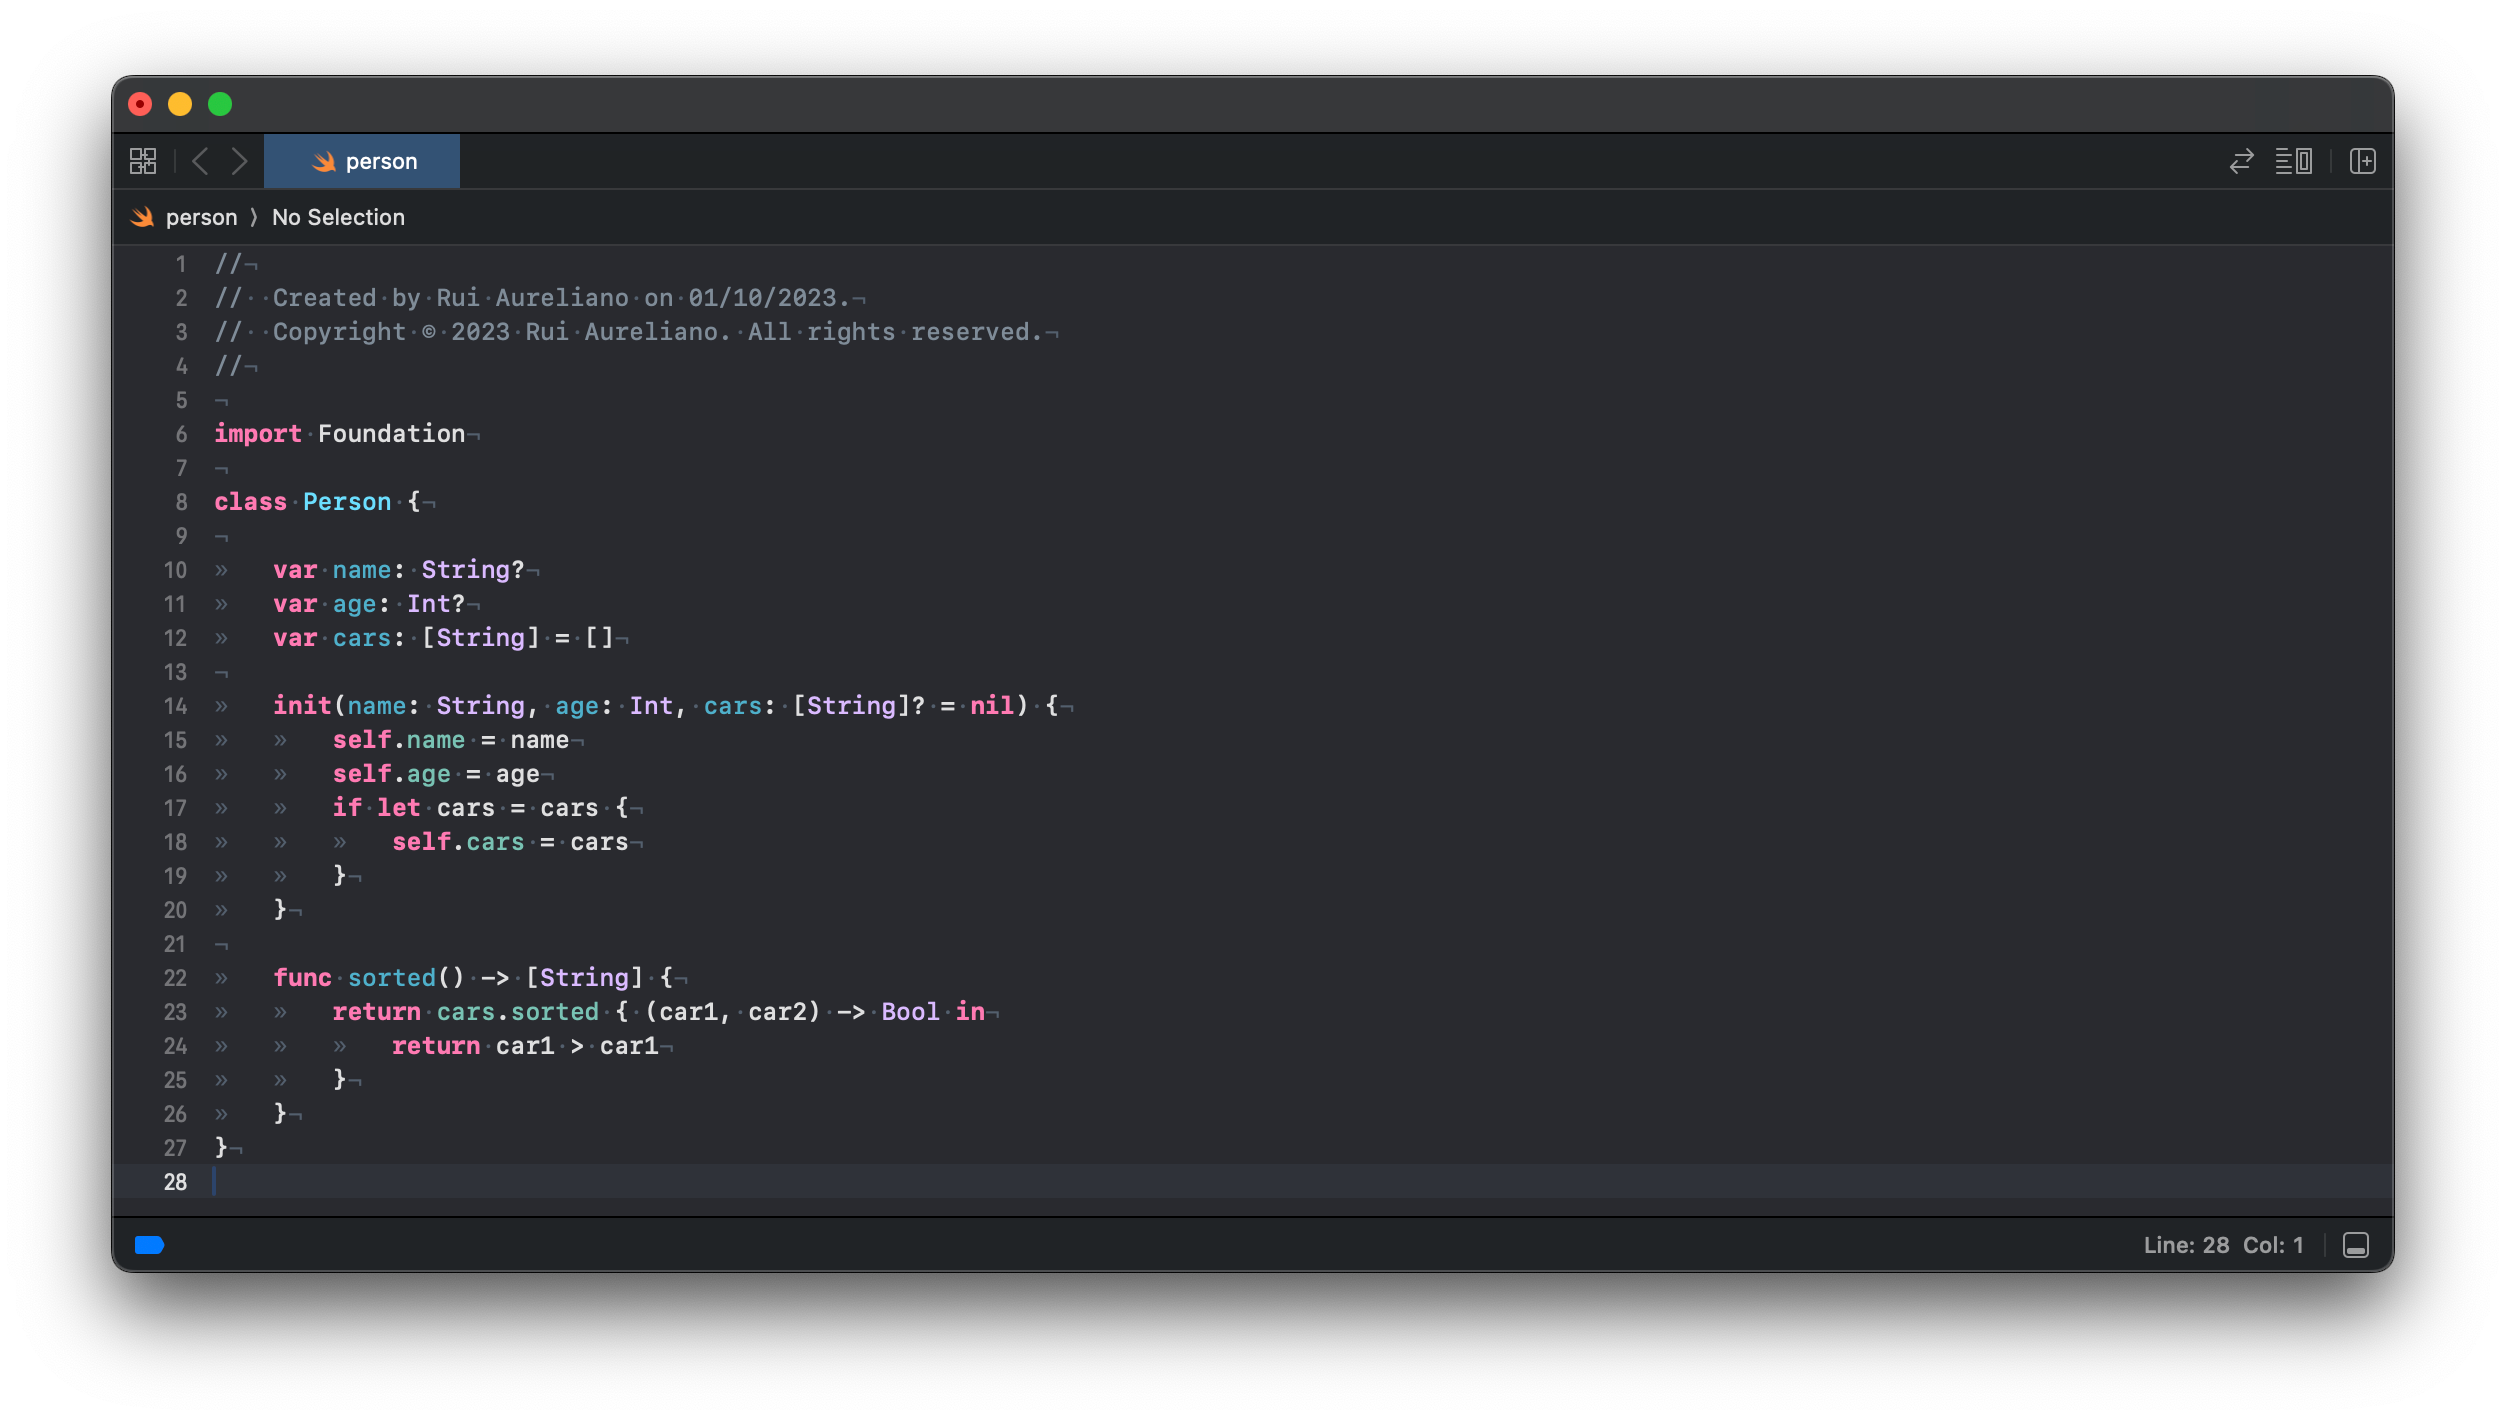 person
person 〉 No Selection
1 //¬
2 //··Created·by·Rui·Aureliano·on·01/10/2023.¬
3 //··Copyright·©·2023·Rui·Aureliano.·All·rights·reserved.¬
4 //¬
5 ¬
6 import·Foundation¬
7 ¬
8 class·Person·{¬
9 ¬
10 »   var·name:·String?¬
11 »   var·age:·Int?¬
12 »   var·cars:·[String]·=·[]¬
13 ¬
14 »   init(name:·String,·age:·Int,·cars:·[String]?·=·nil)·{¬
15 »   »   self.name·=·name¬
16 »   »   self.age·=·age¬
17 »   »   if·let·cars·=·cars·{¬
18 »   »   »   self.cars·=·cars¬
19 »   »   }¬
20 »   }¬
21 ¬
22 »   func·sorted()·->·[String]·{¬
23 »   »   return·cars.sorted·{·(car1,·car2)·->·Bool·in¬
24 »   »   »   return·car1·>·car1¬
25 »   »   }¬
26 »   }¬
27 }¬
28
Line: 28 Col: 1